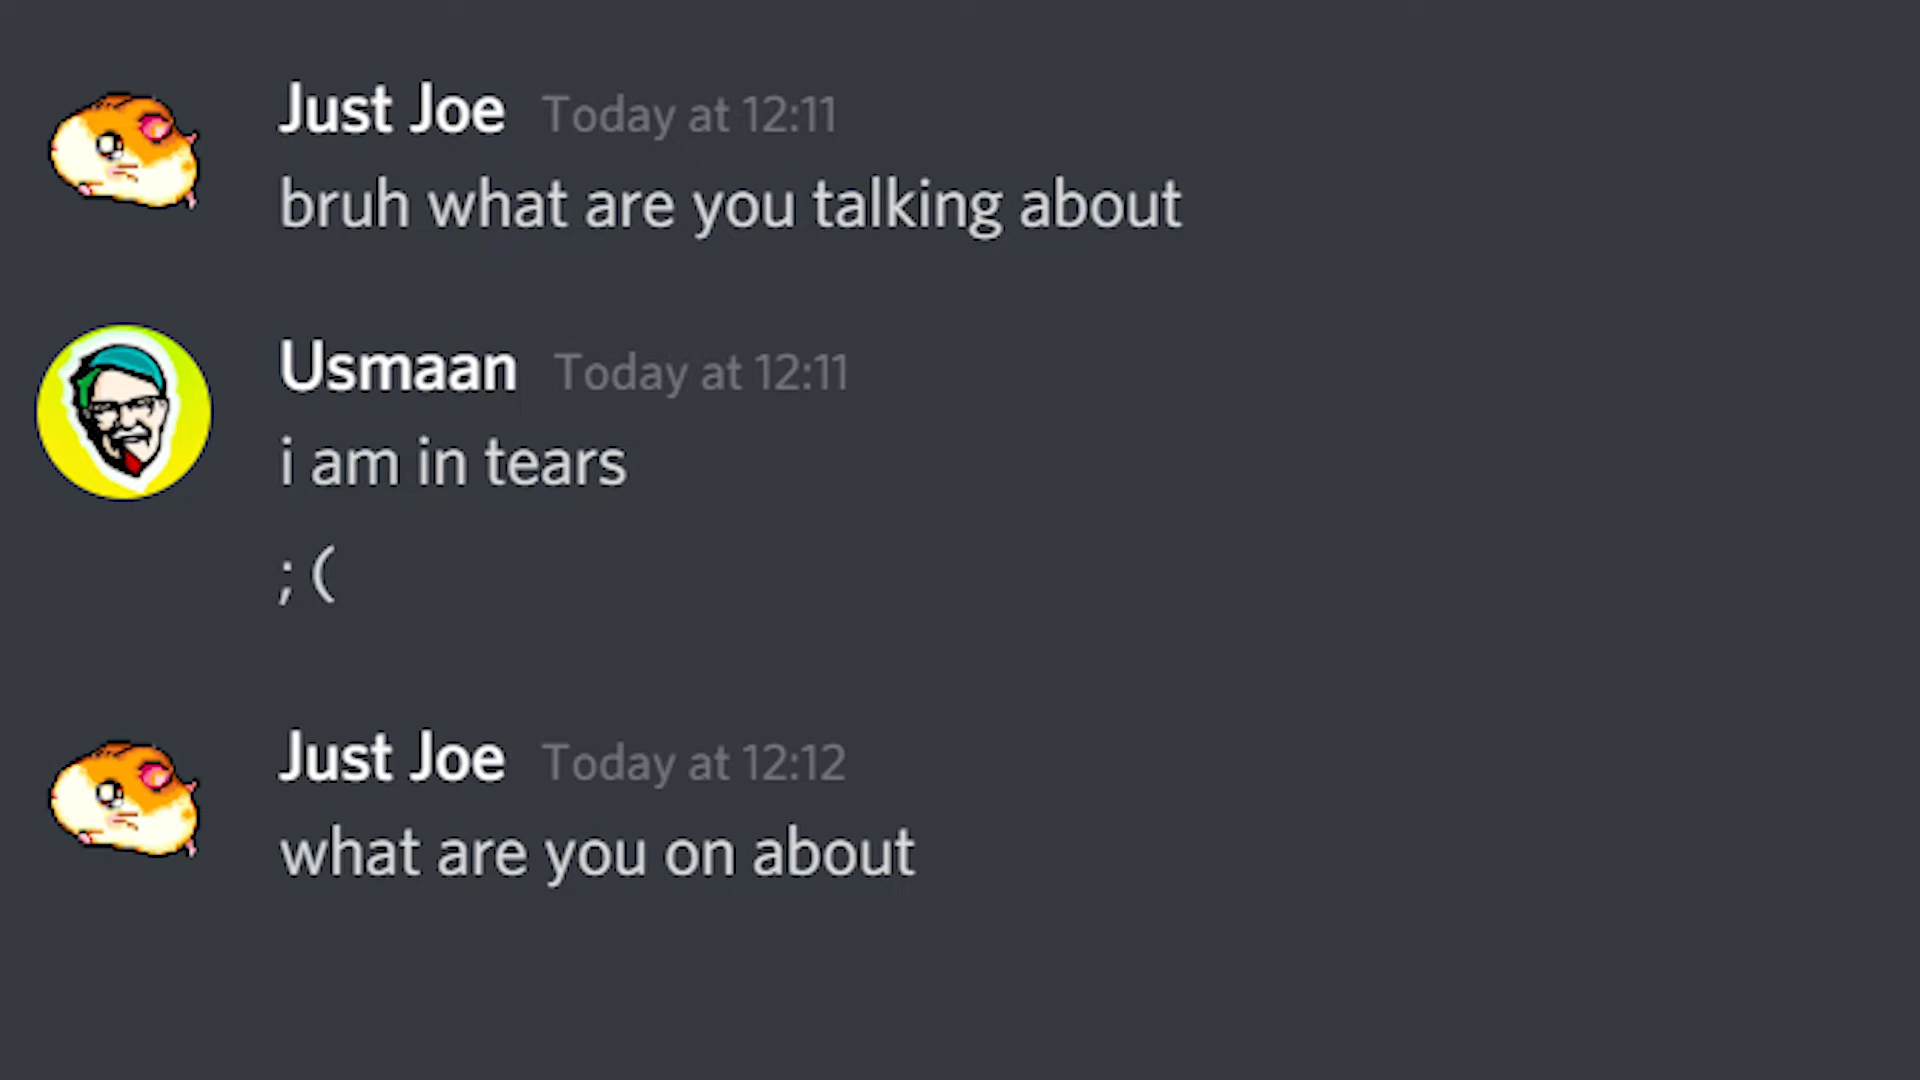 Just Joe Today at 12:11
bruh what are you talking about
Usmaan Today at 12:11
i am in tears
; (
Just Joe Today at 12:12
what are you on about